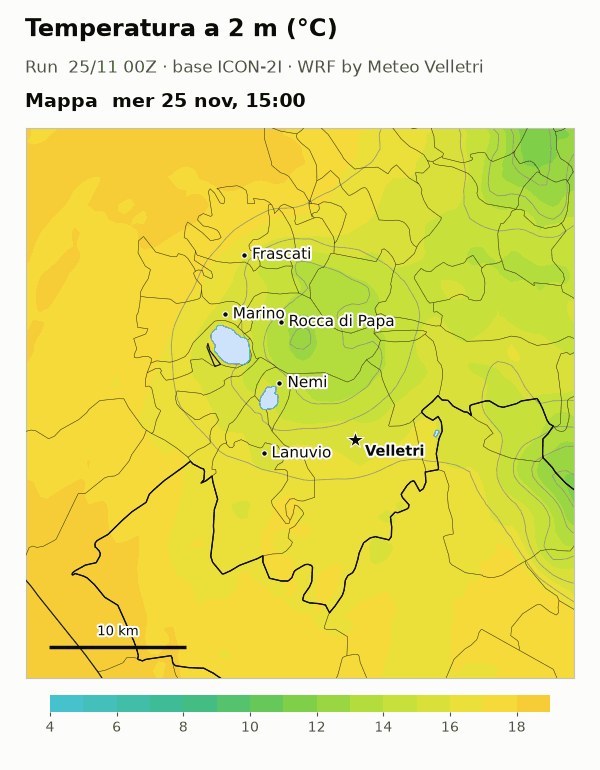 Temperatura a 2 m (°C)
Run  25/11 00Z · base ICON-2I · WRF by Meteo Velletri
Mappa  mer 25 nov, 15:00
Frascati
Marino
Rocca di Papa
Nemi
Velletri
Lanuvio
10 km
4 6 8 10 12 14 16 18